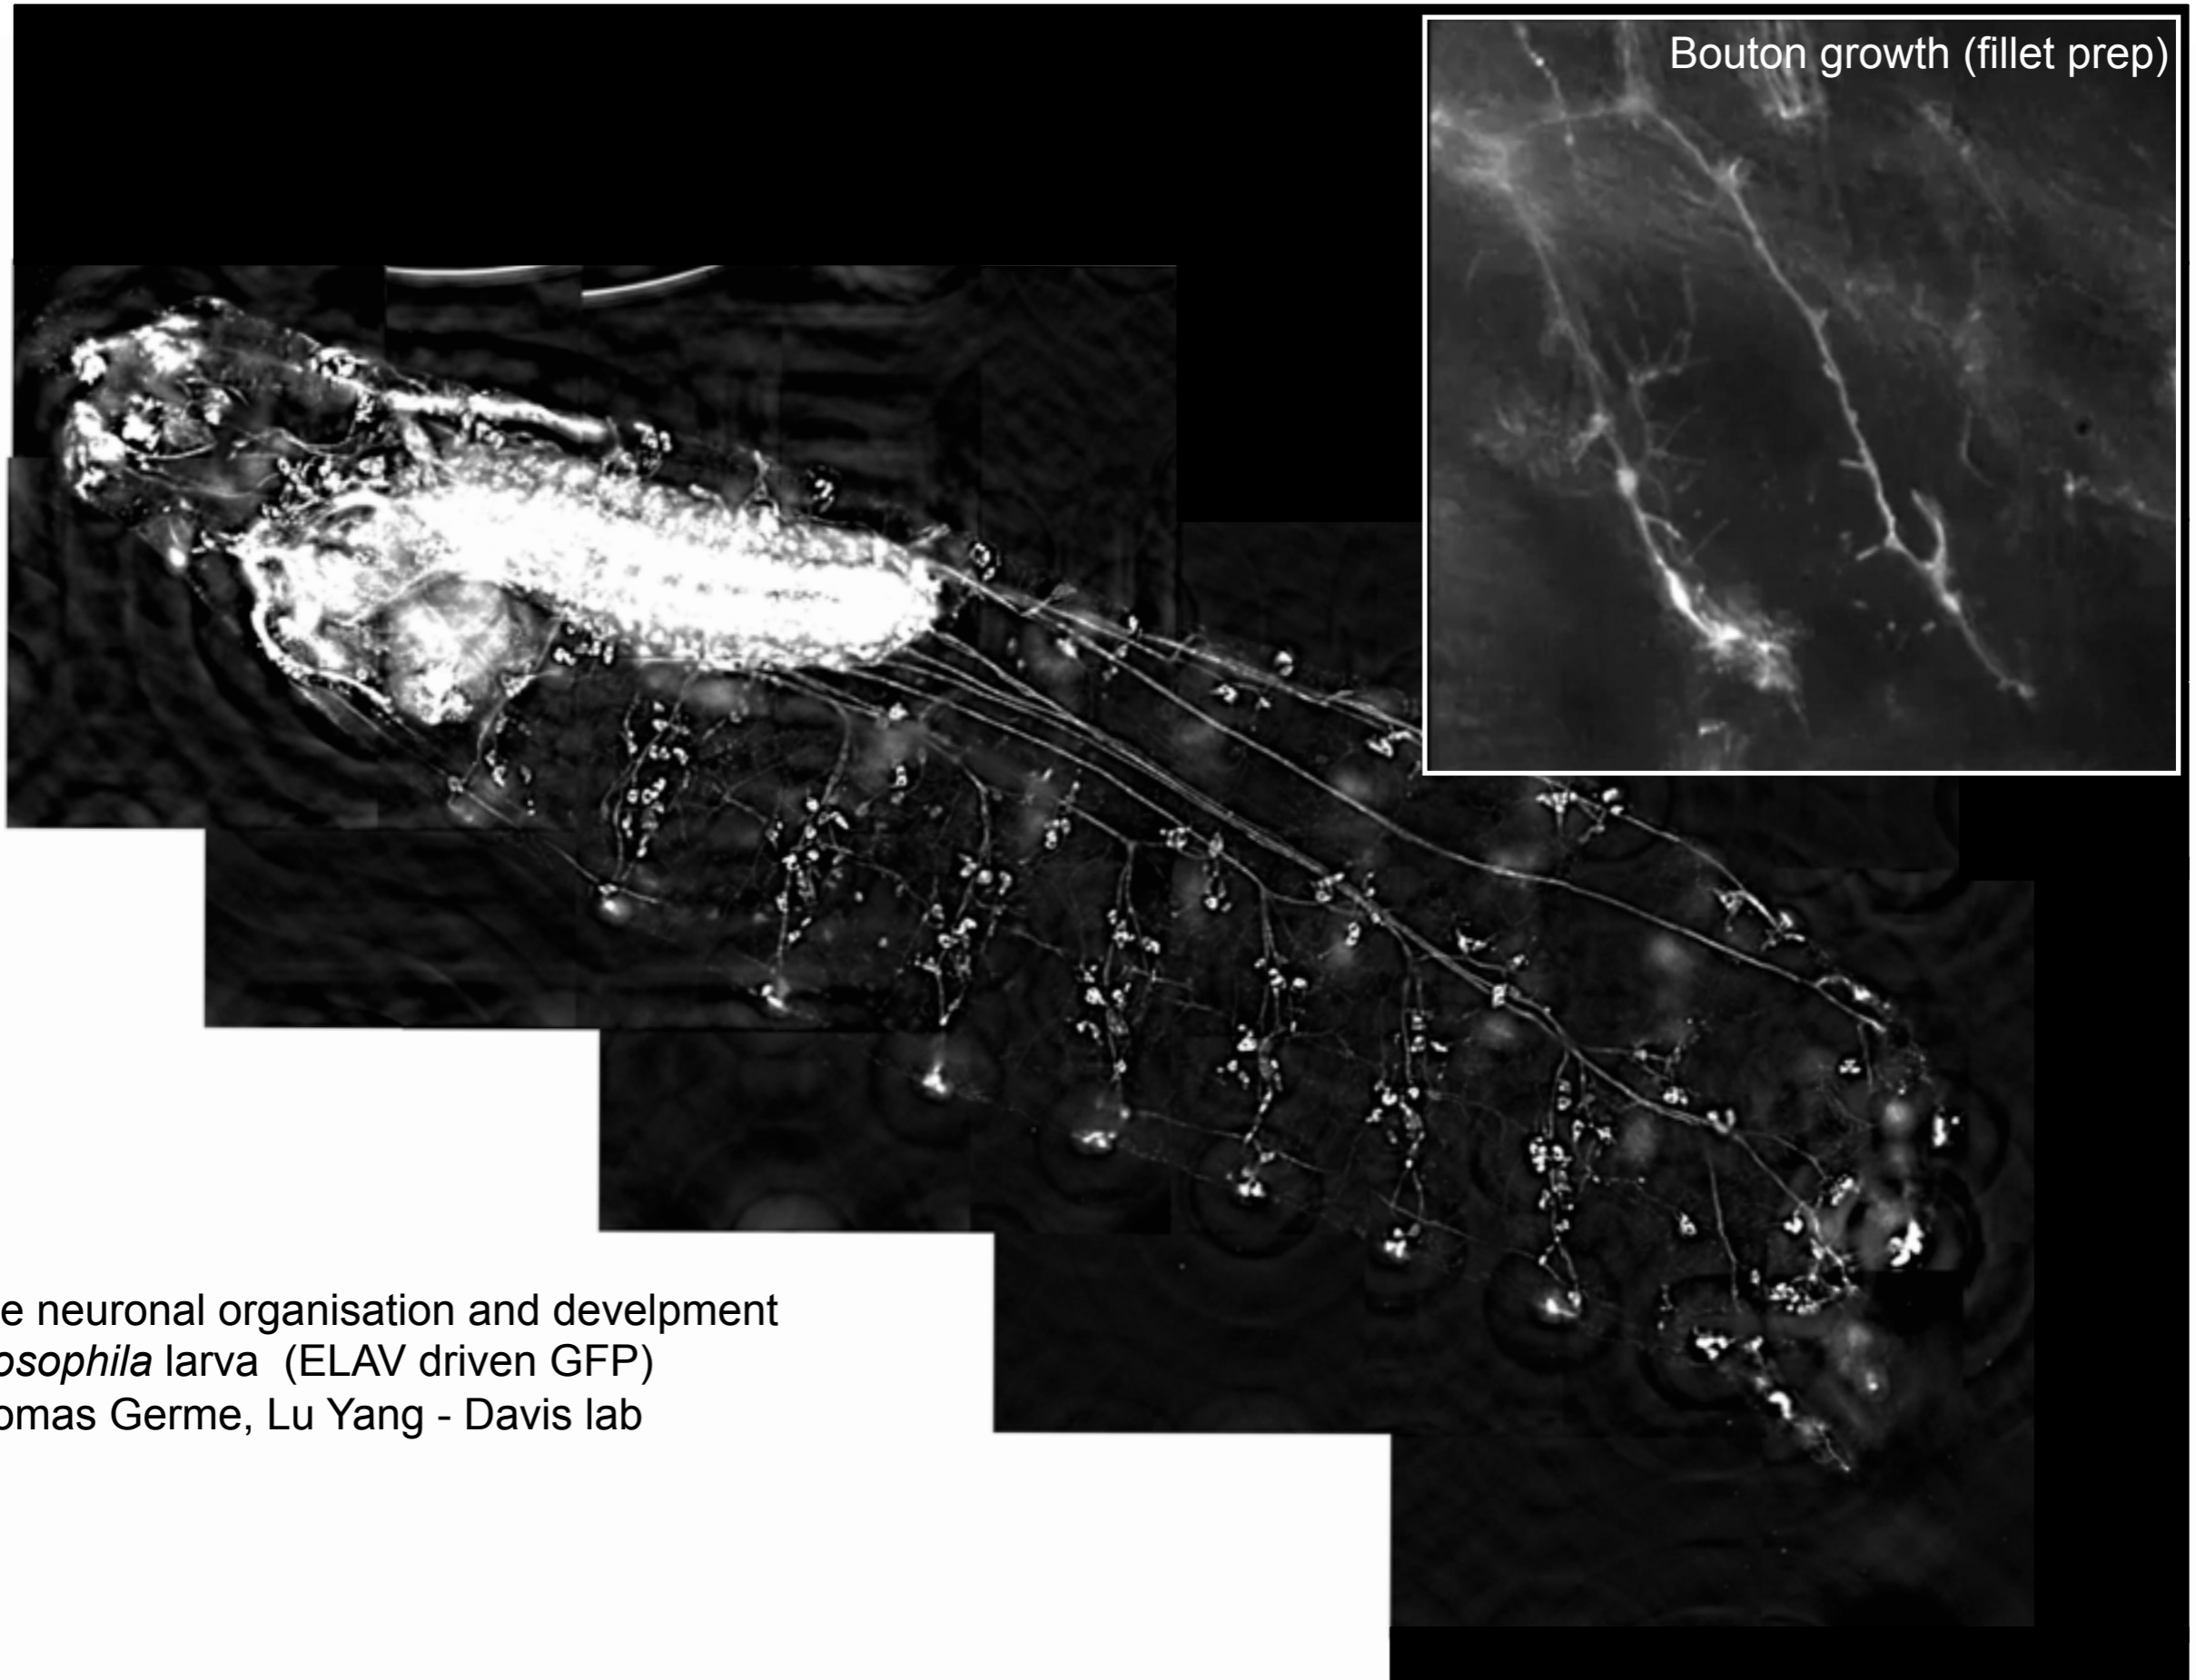 Bouton growth (fillet prep)
e neuronal organisation and develpment
osophila larva (ELAV driven GFP)
omas Germe, Lu Yang - Davis lab